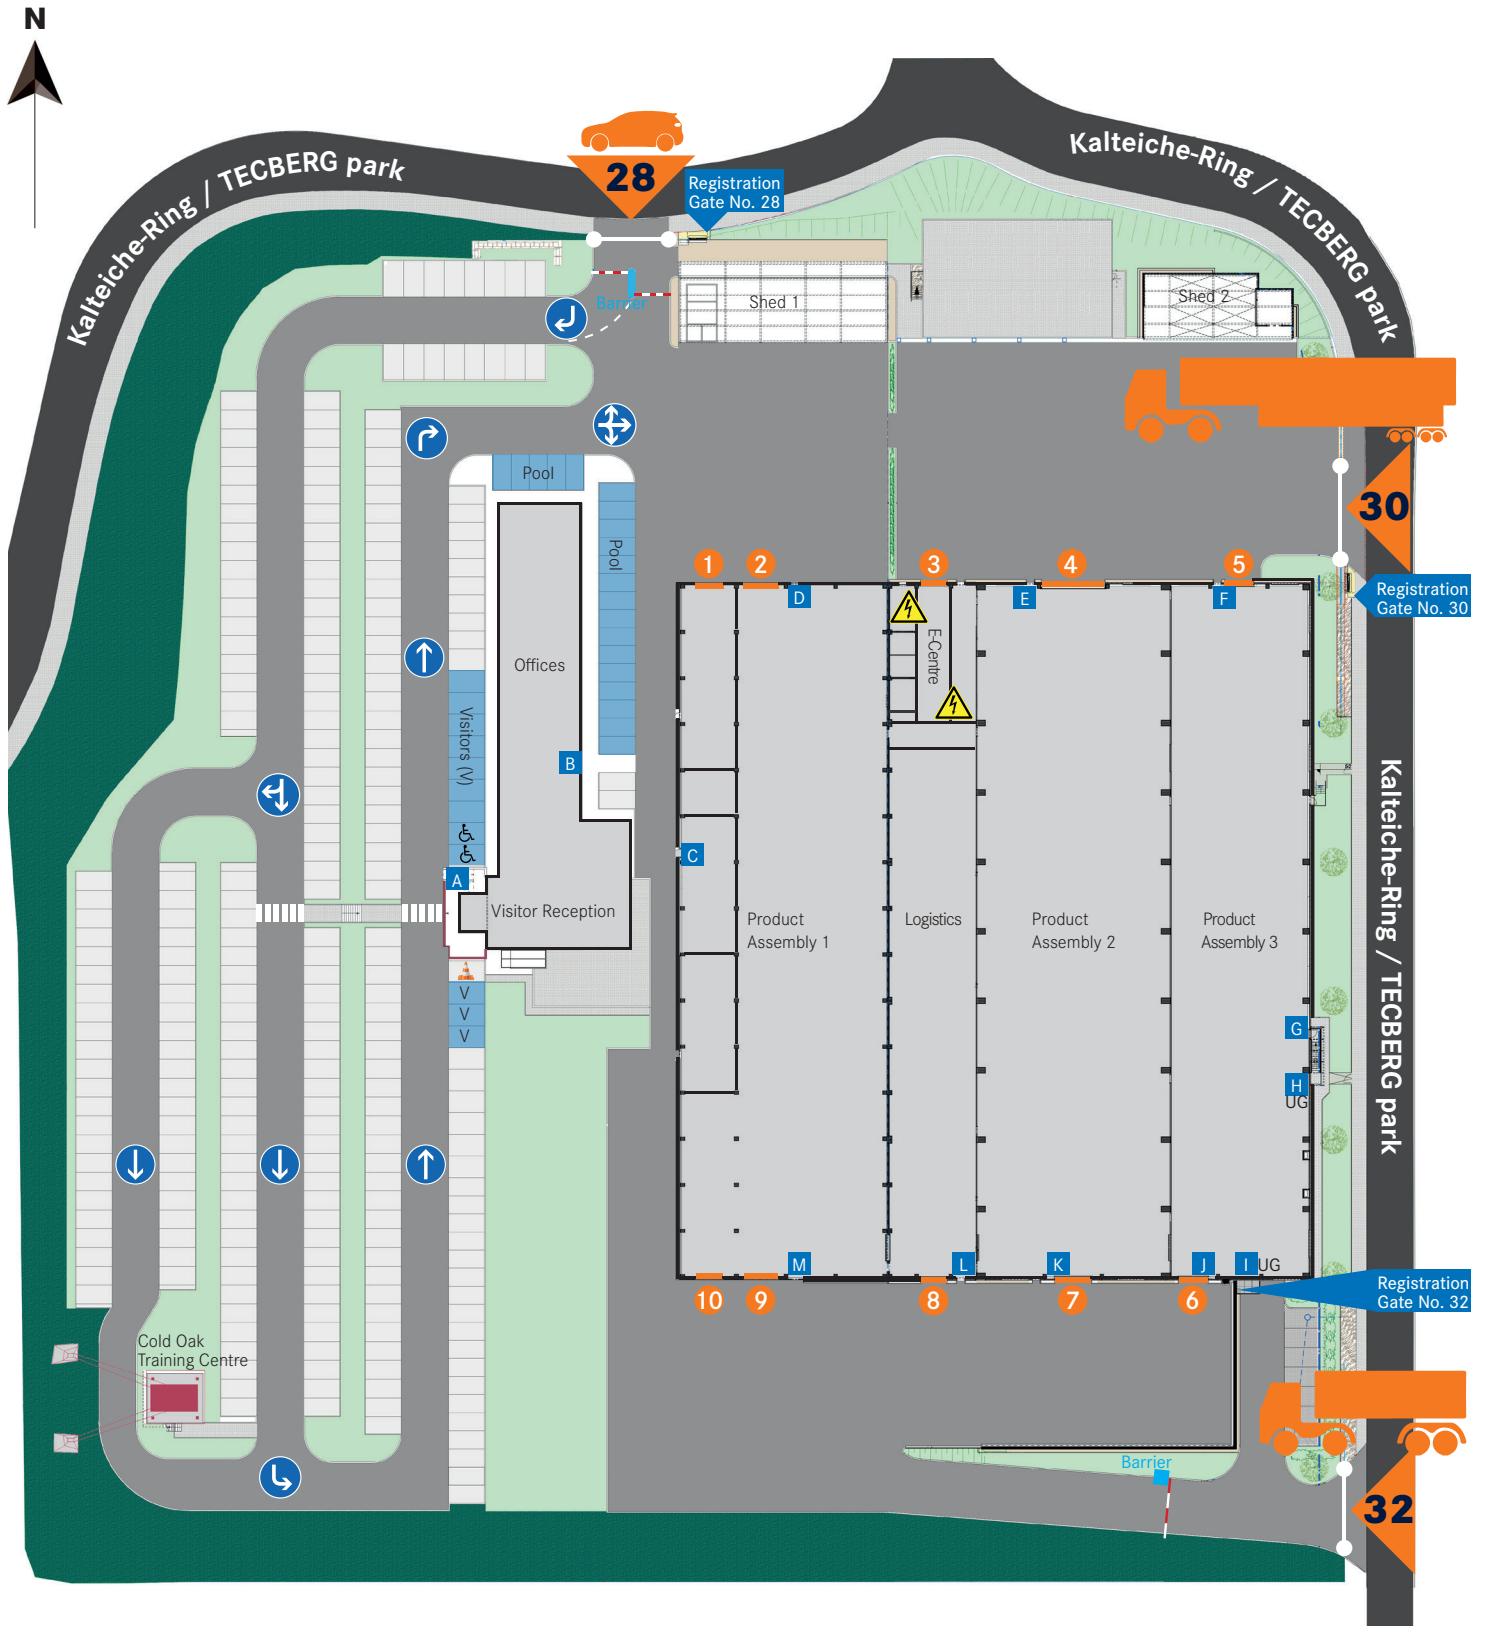 N
Kalteiche-Ring / TECBERG park
28
Registration
Gate No. 28
Kalteiche-Ring / TECBERG park
Barrier
Shed 1
Shed 2
30
Registration
Gate No. 30
Pool
Pool
1
2
3
4
5
D
E
F
E-Centre
Offices
Visitors (V)
B
A
C
Visitor Reception
Product
Assembly 1
Logistics
Product
Assembly 2
Product
Assembly 3
Kalteiche-Ring / TECBERG park
V
V
V
G
H
UG
M
L
K
J
I
UG
10
9
8
7
6
Registration
Gate No. 32
Cold Oak
Training Centre
Barrier
32